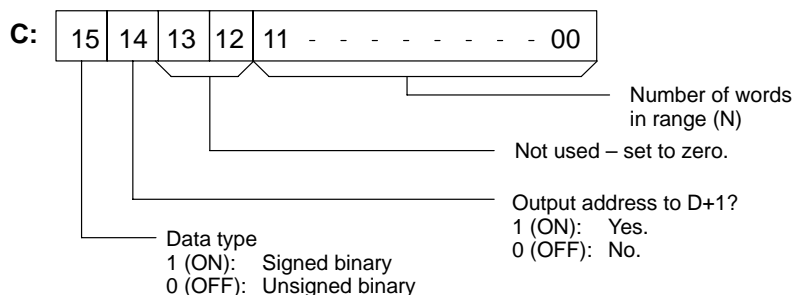 C: 15 14 13 12 11 - - - - - - - - 00
Number of words
in range (N)
Not used – set to zero.
Output address to D+1?
1 (ON): Yes.
0 (OFF): No.
Data type
1 (ON): Signed binary
0 (OFF): Unsigned binary